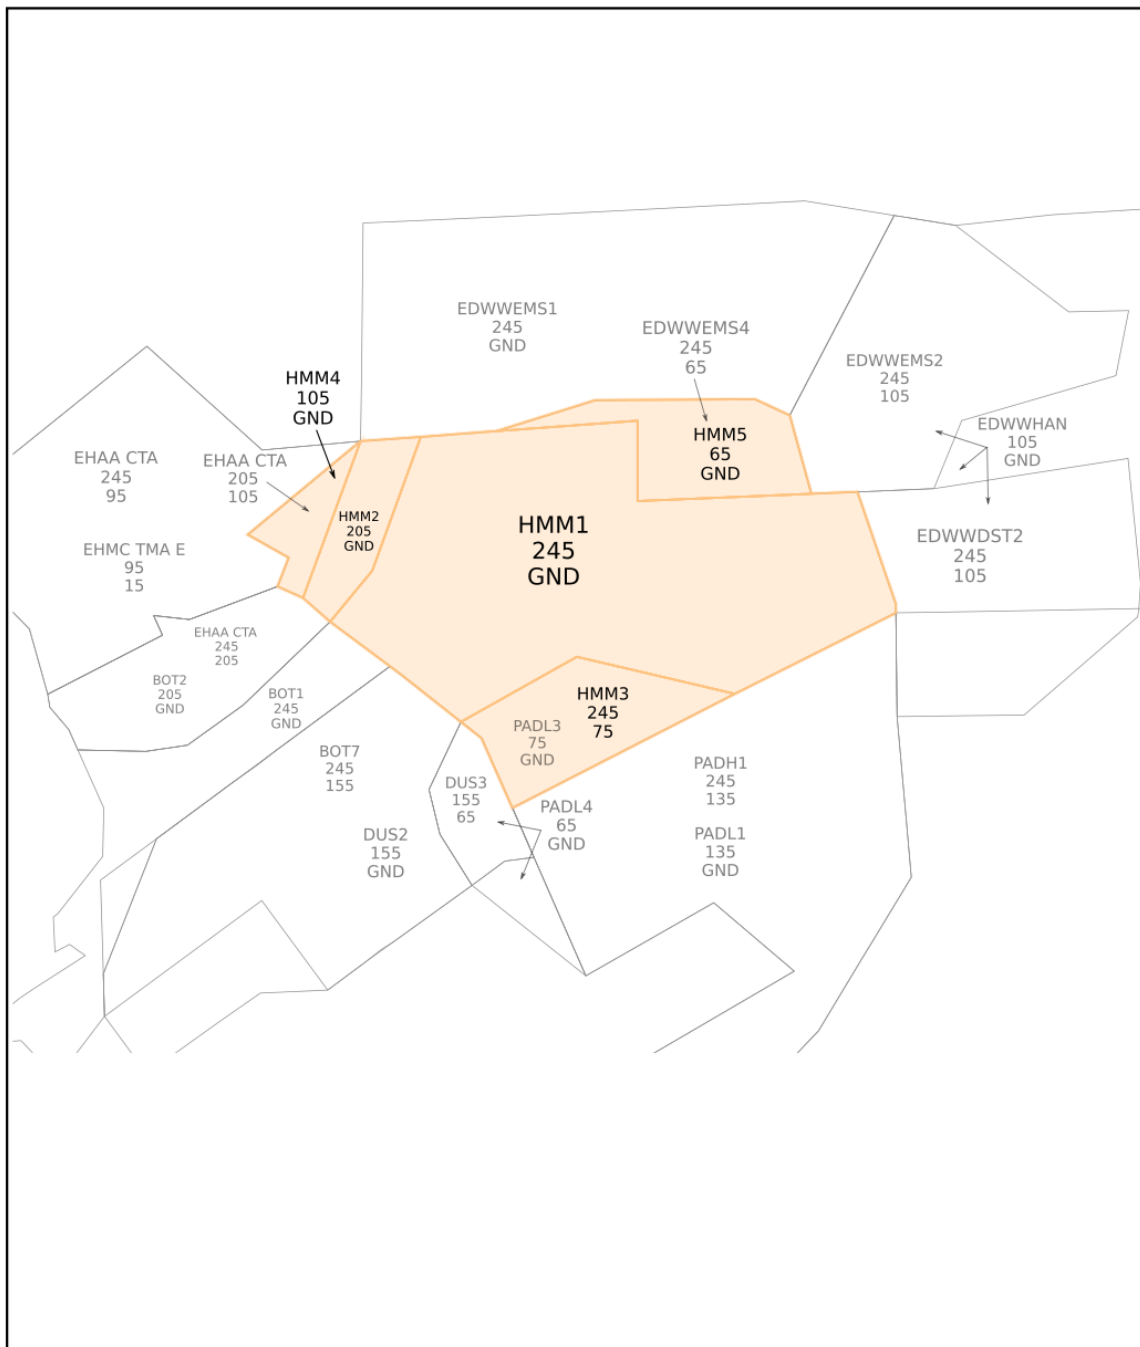 EDWWEMS1
245
GND
EDWWEMS4
245
65
EDWWEMS2
245
105
HMM4
105
GND
EDWWHAN
105
GND
HMM5
65
GND
EHAA CTA
245
95
EHAA CTA
205
105
HMM2
205
GND
HMM1
245
GND
EDWWDST2
245
105
EHMC TMA E
95
15
EHAA CTA
245
205
BOT2
205
GND
BOT1
245
GND
HMM3
245
75
PADL3
75
GND
BOT7
245
155
DUS3
155
65
PADH1
245
135
PADL4
65
GND
DUS2
155
GND
PADL1
135
GND